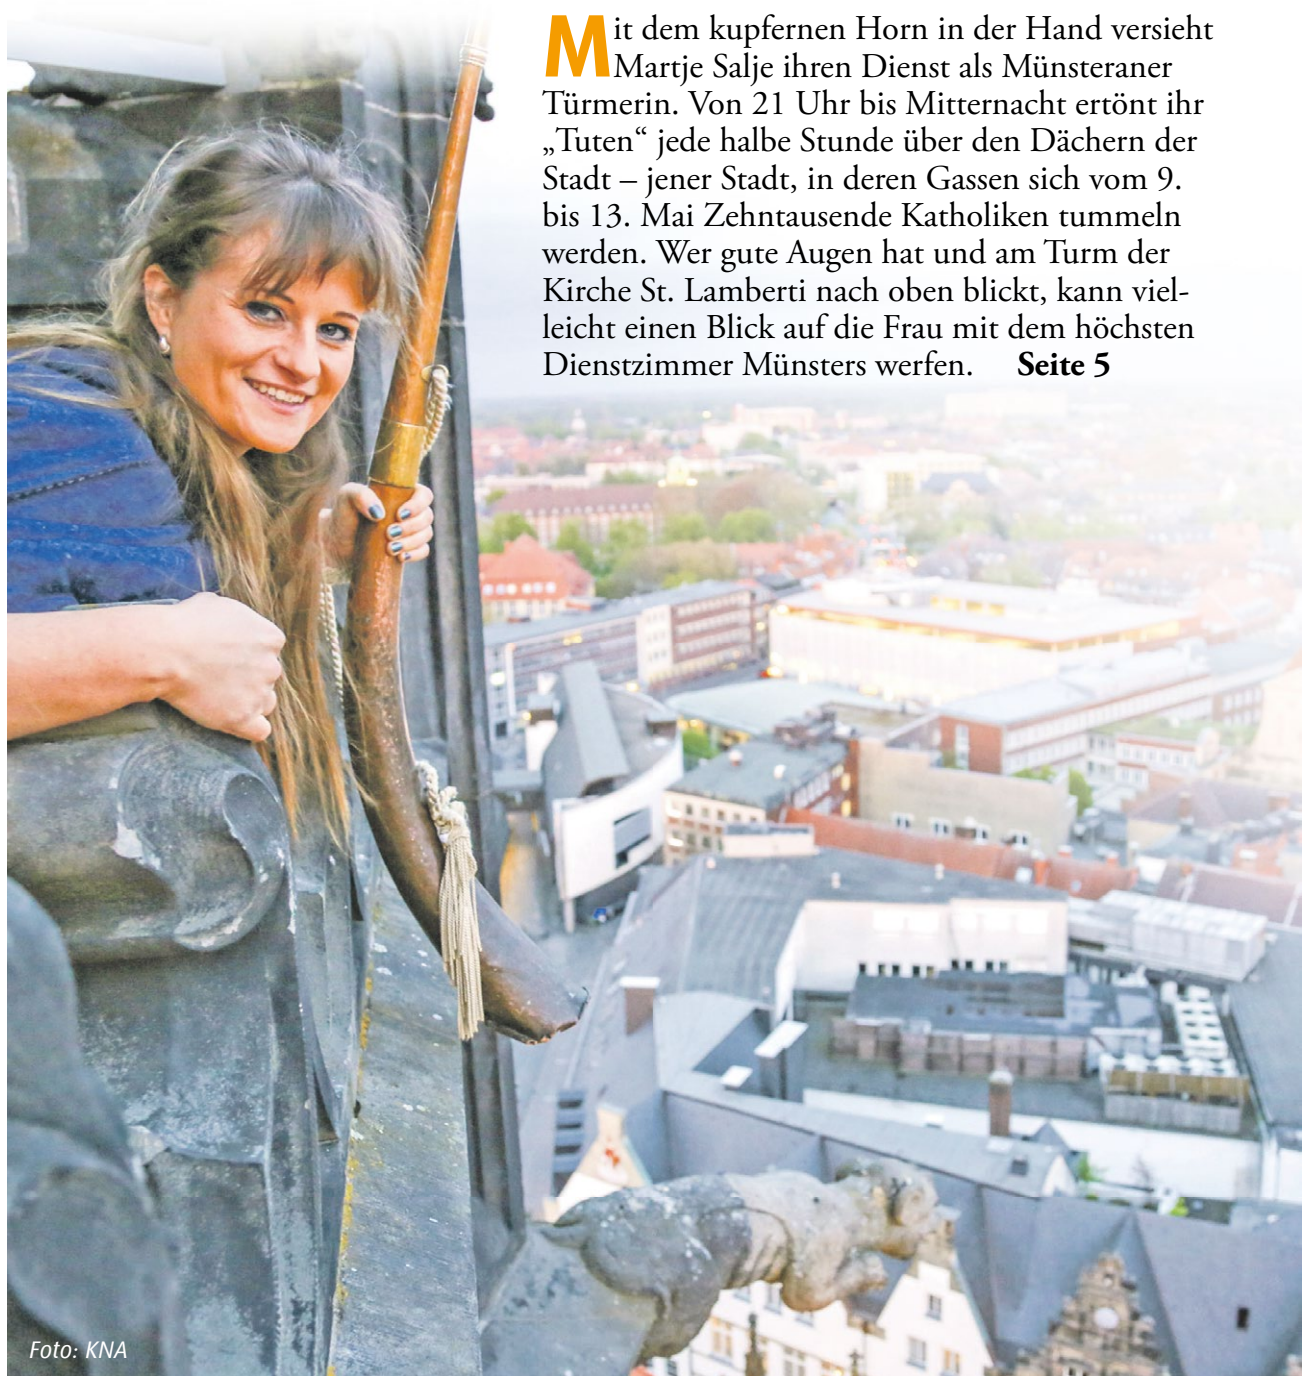 Mit dem kupfernen Horn in der Hand versieht
Martje Salje ihren Dienst als Münsteraner
Türmerin. Von 21 Uhr bis Mitternacht ertönt ihr
„Tuten“ jede halbe Stunde über den Dächern der
Stadt – jener Stadt, in deren Gassen sich vom 9.
bis 13. Mai Zehntausende Katholiken tummeln
werden. Wer gute Augen hat und am Turm der
Kirche St. Lamberti nach oben blickt, kann viel-
leicht einen Blick auf die Frau mit dem höchsten
Dienstzimmer Münsters werfen. Seite 5
Foto: KNA